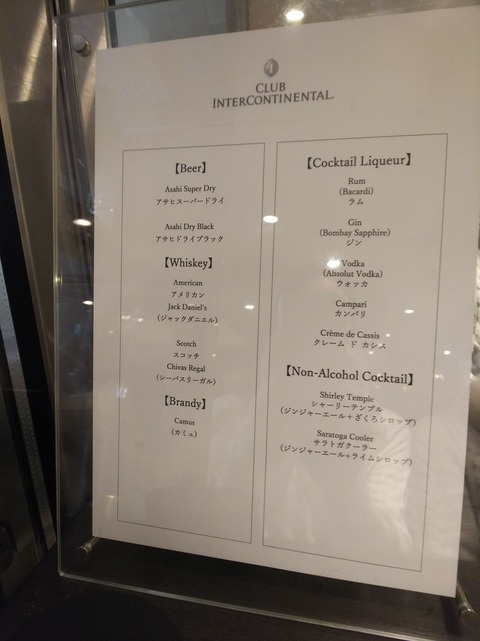 CLUB
INTERCONTINENTAL.
【Beer】
Asahi Super Dry
アサヒスーパードライ
Asahi Dry Black
アサヒドライブラック
【Whiskey】
American
アメリカン
Jack Daniel's
(ジャックダニエル)
Scotch
スコッチ
Chivas Regal
(シーバスリーガル)
【Brandy】
Camus
(カミュ)
【Cocktail Liqueur】
Rum
(Bacardi)
ラム
Gin
(Bombay Sapphire)
ジン
Vodka
(Absolut Vodka)
ウォッカ
Campari
カンパリ
Crème de Cassis
クレーム ド カシス
【Non-Alcohol Cocktail】
Shirley Temple
シャーリーテンプル
(ジンジャーエール+ざくろシロップ)
Saratoga Cooler
サラトガクーラー
(ジンジャーエール+ライムシロップ)